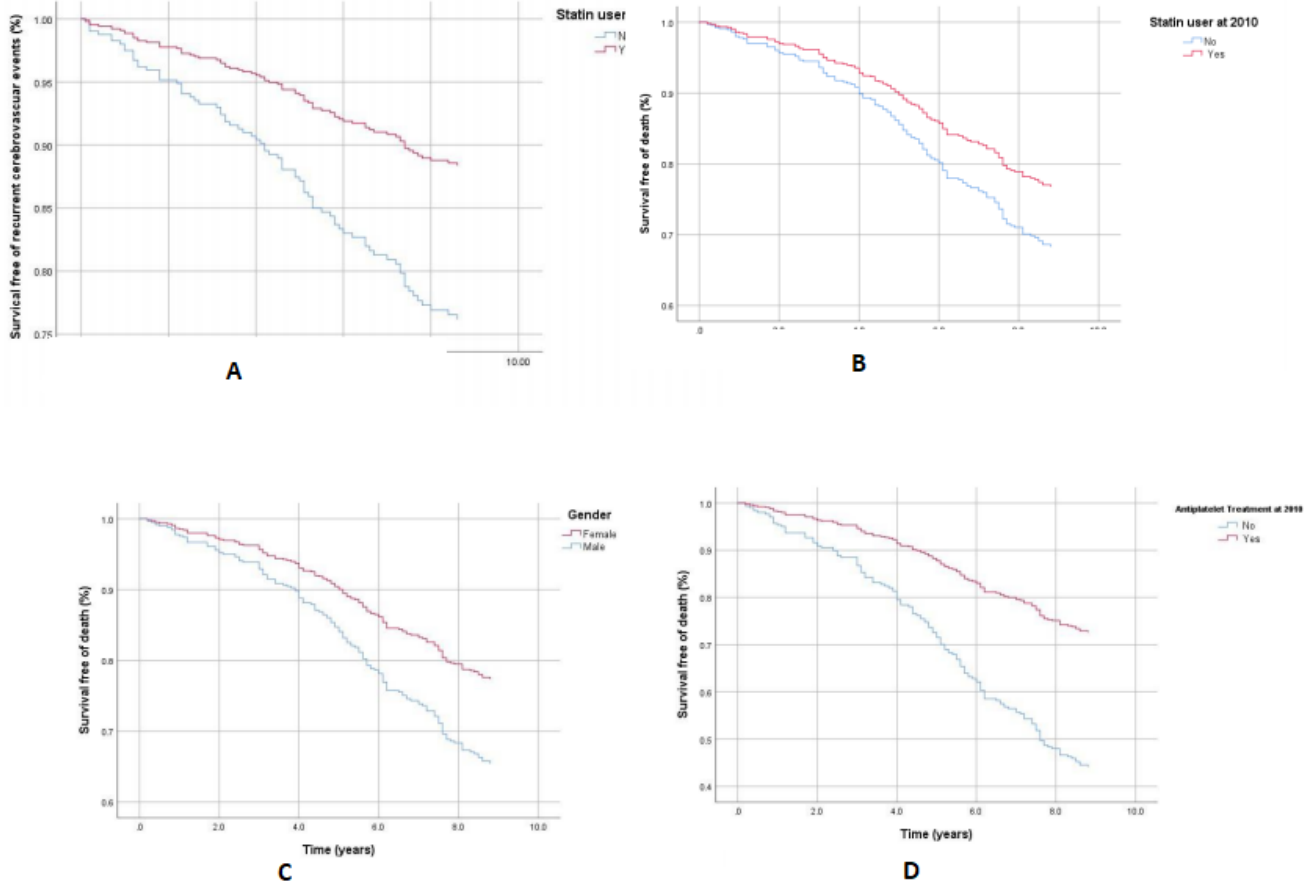 Statin user
N
Y
Survical free of recurrent cerebrovascuar events (%)
1.00
0.95
0.90
0.85
0.80
0.75
10.00
A
Statin user at 2010
No
Yes
Survival free of death (%)
1.0
0.9
0.8
0.7
0.6
.0
B
Gender
Female
Male
Survival free of death (%)
1.0
0.9
0.8
0.7
0.6
.0 2.0 4.0 6.0 8.0 10.0
Time (years)
C
Antiplatelet Treatment at 2010
No
Yes
Survival free of death (%)
1.0
0.9
0.8
0.7
0.6
0.5
0.4
.0 2.0 4.0 6.0 8.0 10.0
Time (years)
D